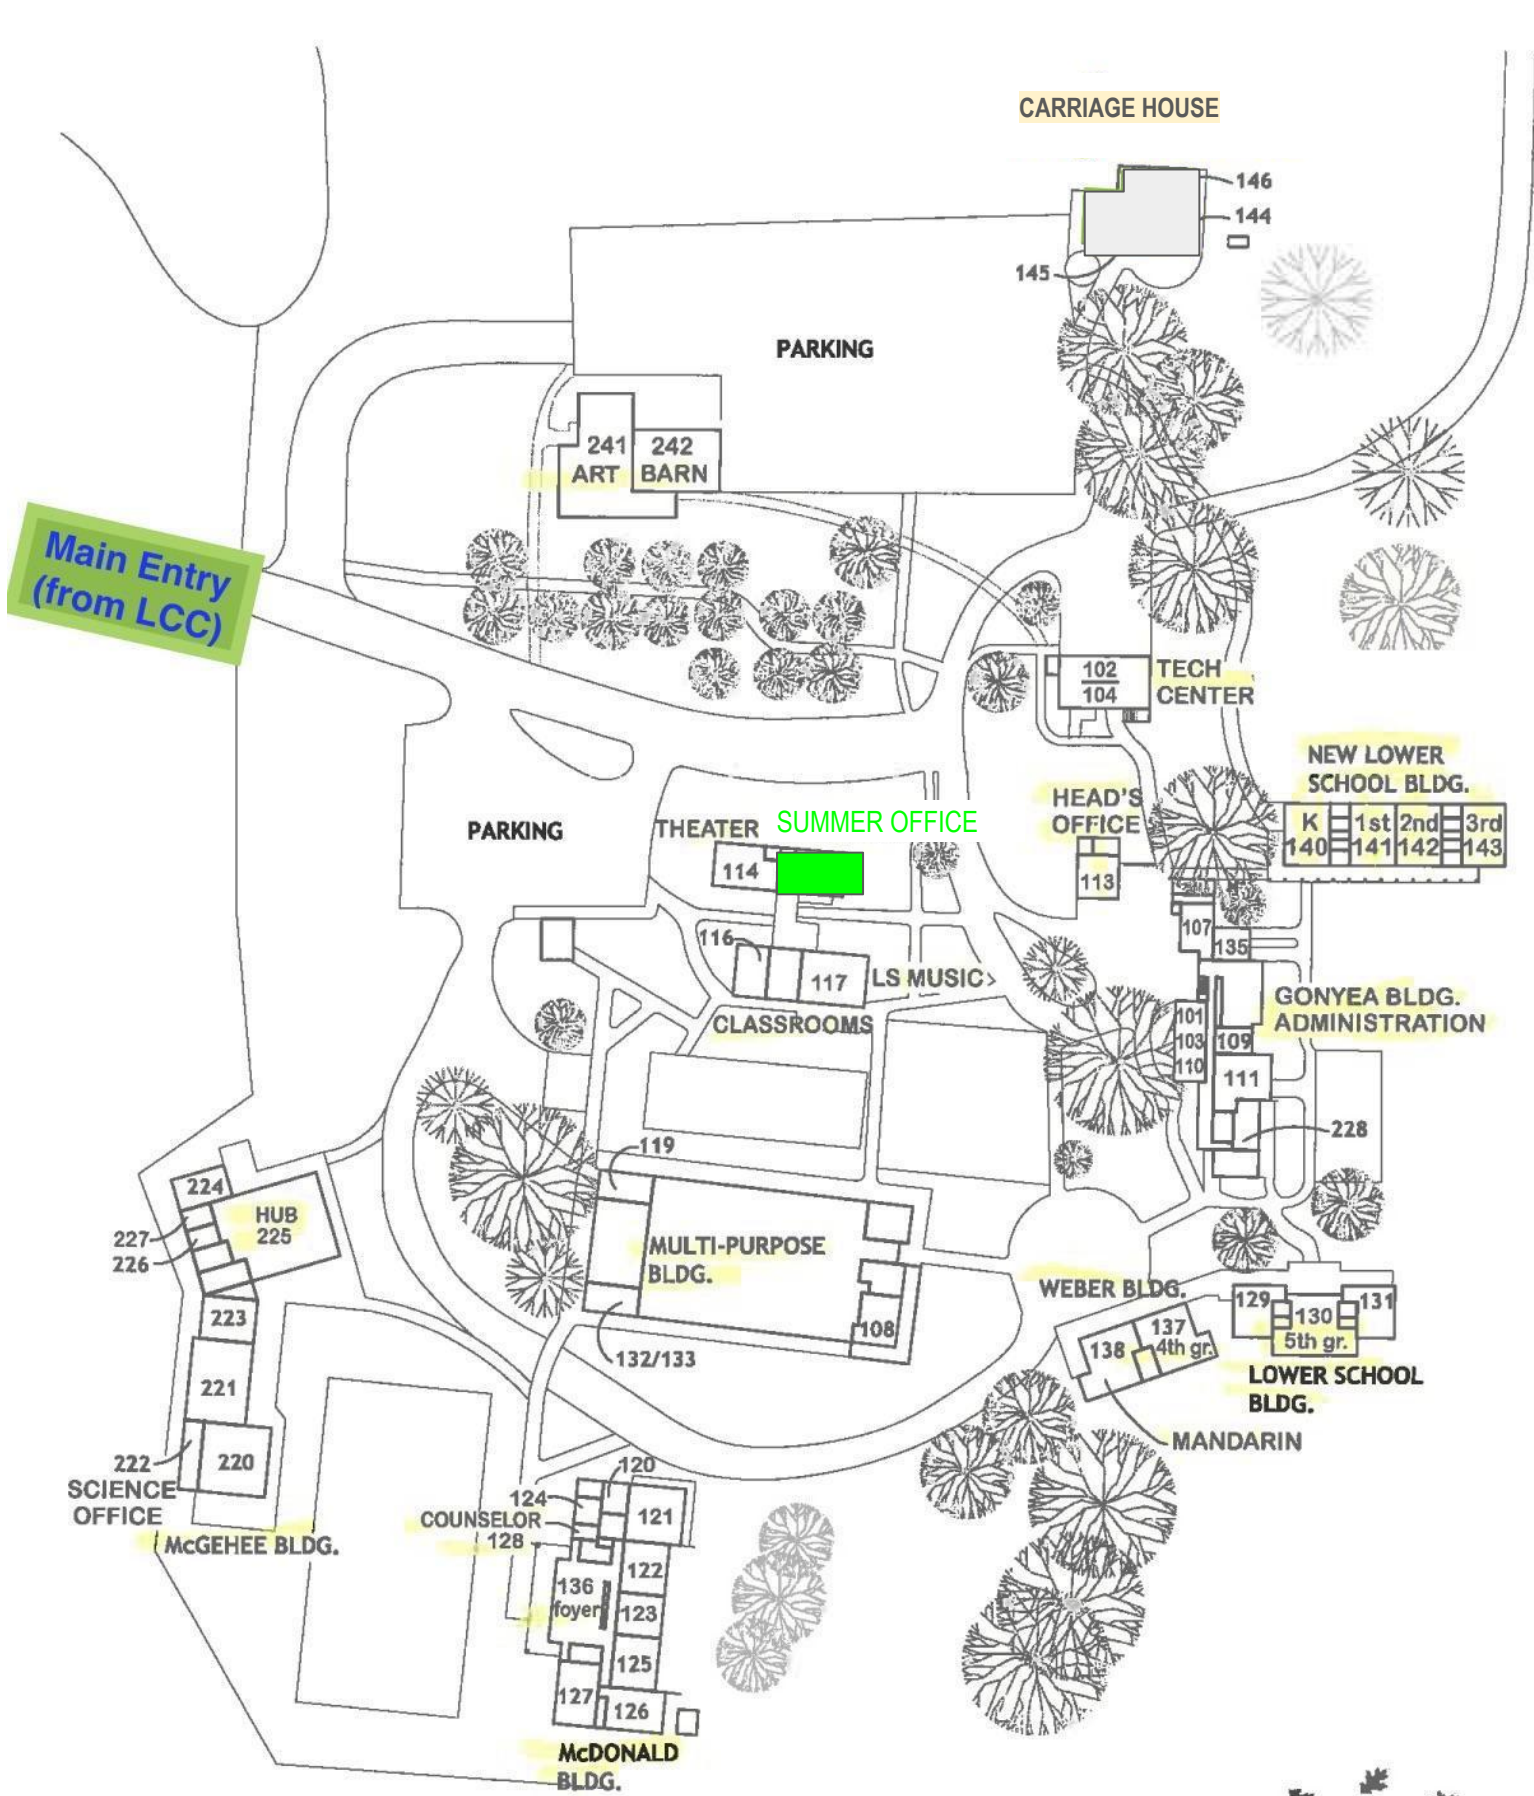 CARRIAGE HOUSE
146
144
145
PARKING
241
ART
242
BARN
Main Entry
(from LCC)
102
104
TECH
CENTER
NEW LOWER
SCHOOL BLDG.
K
140
1st
141
2nd
142
3rd
143
HEAD'S
OFFICE
113
PARKING
THEATER
SUMMER OFFICE
114
107
135
116
117
LS MUSIC>
CLASSROOMS
GONYEA BLDG.
ADMINISTRATION
101
103
110
109
111
228
119
224
227
226
HUB
225
MULTI-PURPOSE
BLDG.
108
132/133
WEBER BLDG.
129
130
5th gr.
131
137
4th gr.
138
LOWER SCHOOL
BLDG.
MANDARIN
223
221
222
220
SCIENCE
OFFICE
McGEHEE BLDG.
120
124
COUNSELOR
128
121
122
136
foyer
123
125
127
126
McDONALD
BLDG.